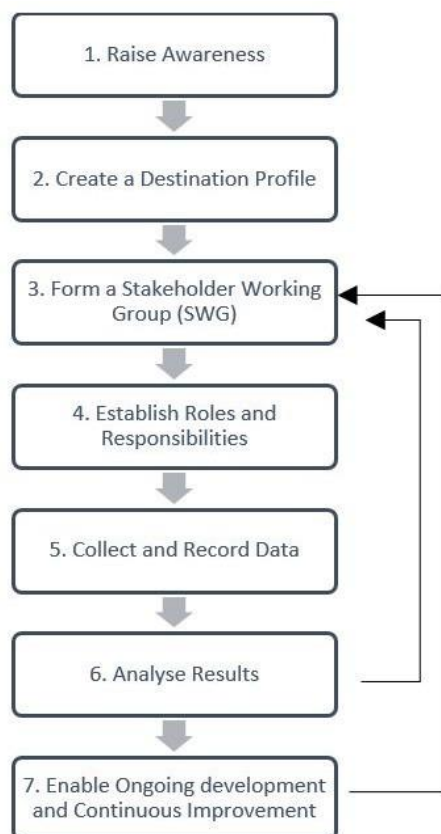 1. Raise Awareness
2. Create a Destination Profile
3. Form a Stakeholder Working
Group (SWG)
4. Establish Roles and
Responsibilities
5. Collect and Record Data
6. Analyse Results
7. Enable Ongoing development
and Continuous Improvement